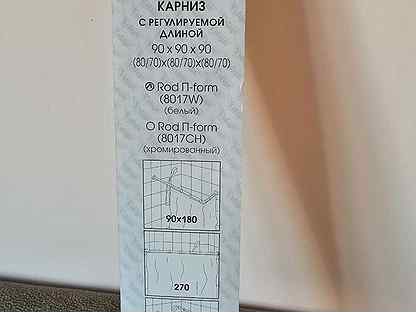 КАРНИЗ
С РЕГУЛИРУЕМОЙ
ДЛИНОЙ
90 x 90 x 90
(80/70)x(80/70)x(80/70)
Rod П-form
(8017W)
(белый)
Rod П-form
(8017CH)
(хромированный)
90x180
270